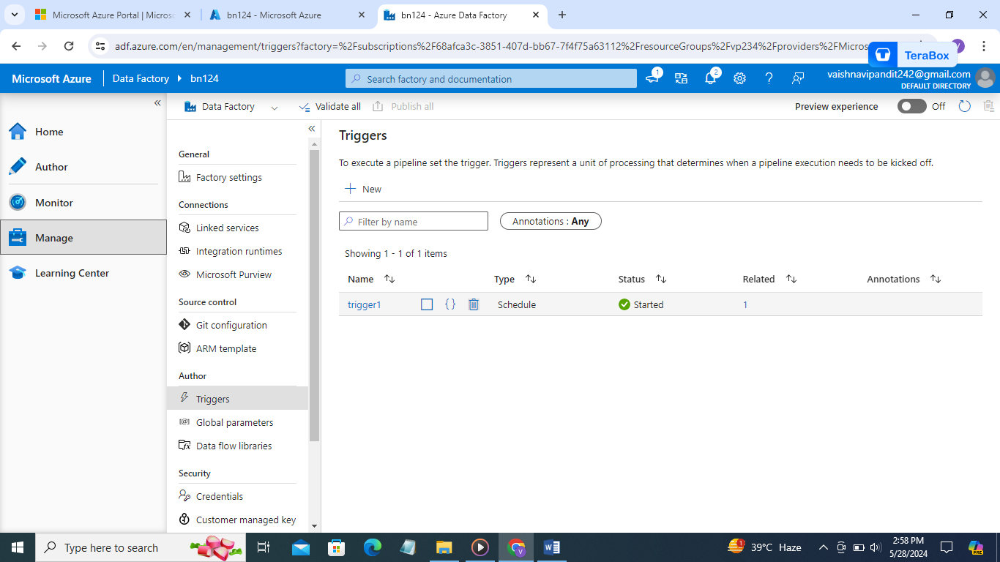 Microsoft Azure Portal | Micros
bn124 - Microsoft Azure
bn124 - Azure Data Factory
adf.azure.com/en/management/triggers?factory=%2Fsubscriptions%2F68afca3c-3851-407d-bb67-7f4f75a63112%2FresourceGroups%2Fvp234%2Fproviders%2FMicros
TeraBox
Microsoft Azure
Data Factory
bn124
Search factory and documentation
1
2
vaishnavipandit242@gmail.com
DEFAULT DIRECTORY
Home
Author
Monitor
Manage
Learning Center
Data Factory
Validate all
Publish all
Preview experience
Off
General
Factory settings
Connections
Linked services
Integration runtimes
Microsoft Purview
Source control
Git configuration
ARM template
Author
Triggers
Global parameters
Data flow libraries
Security
Credentials
Customer managed key
Triggers
To execute a pipeline set the trigger. Triggers represent a unit of processing that determines when a pipeline execution needs to be kicked off.
New
Filter by name
Annotations : Any
Showing 1 - 1 of 1 items
Name Type Status Related Annotations
trigger1 {} Schedule Started 1
Type here to search
1
39°C Haze
2:58 PM
5/28/2024
PRE